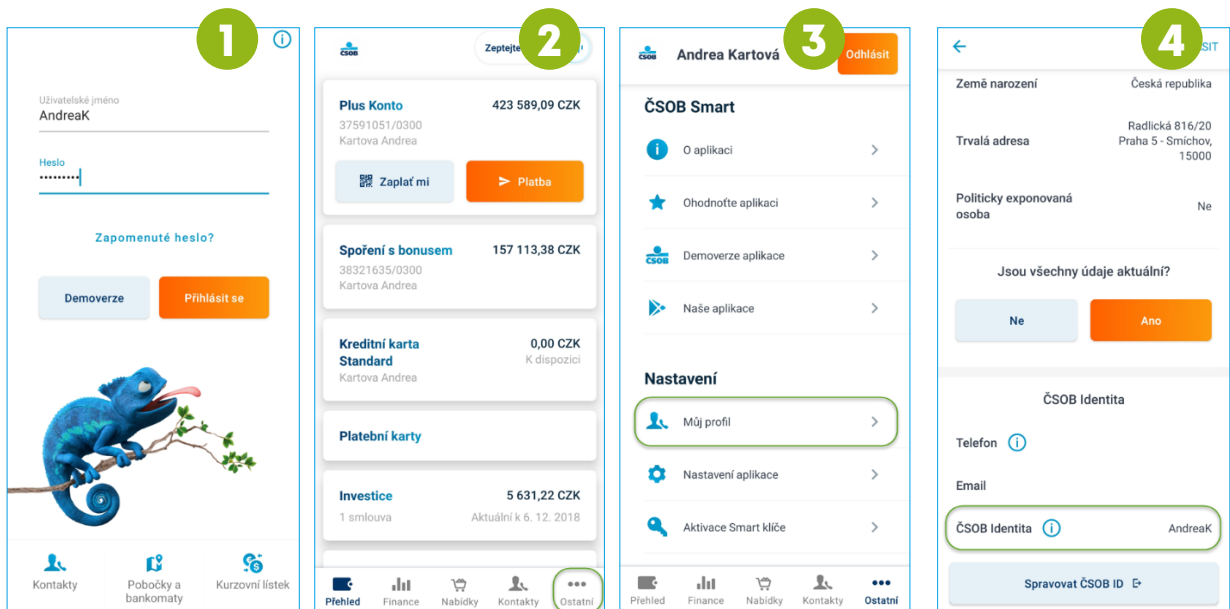 1
Uživatelské jméno
AndreaK
Heslo
Zapomenuté heslo?
Demoverze
Přihlásit se
Kontakty
Pobočky a
bankomaty
Kurzovní lístek
2
ČSOB
Zeptejte
Plus Konto
423 589,09 CZK
37591051/0300
Kartova Andrea
Zaplať mi
Platba
Spoření s bonusem
157 113,38 CZK
38321635/0300
Kartova Andrea
Kreditní karta
Standard
0,00 CZK
K dispozici
Kartova Andrea
Platební karty
Investice
5 631,22 CZK
1 smlouva
Aktuální k 6. 12. 2018
Přehled
Finance
Nabídky
Kontakty
Ostatní
3
ČSOB
Andrea Kartová
Odhlásit
ČSOB Smart
O aplikaci
Ohodnoťte aplikaci
ČSOB
Demoverze aplikace
Naše aplikace
Nastavení
Můj profil
Nastavení aplikace
Aktivace Smart klíče
Přehled
Finance
Nabídky
Kontakty
Ostatní
4
SIT
Země narození
Česká republika
Trvalá adresa
Radlická 816/20
Praha 5 - Smíchov,
15000
Politicky exponovaná
osoba
Ne
Jsou všechny údaje aktuální?
Ne
Ano
ČSOB Identita
Telefon
Email
ČSOB Identita
AndreaK
Spravovat ČSOB ID